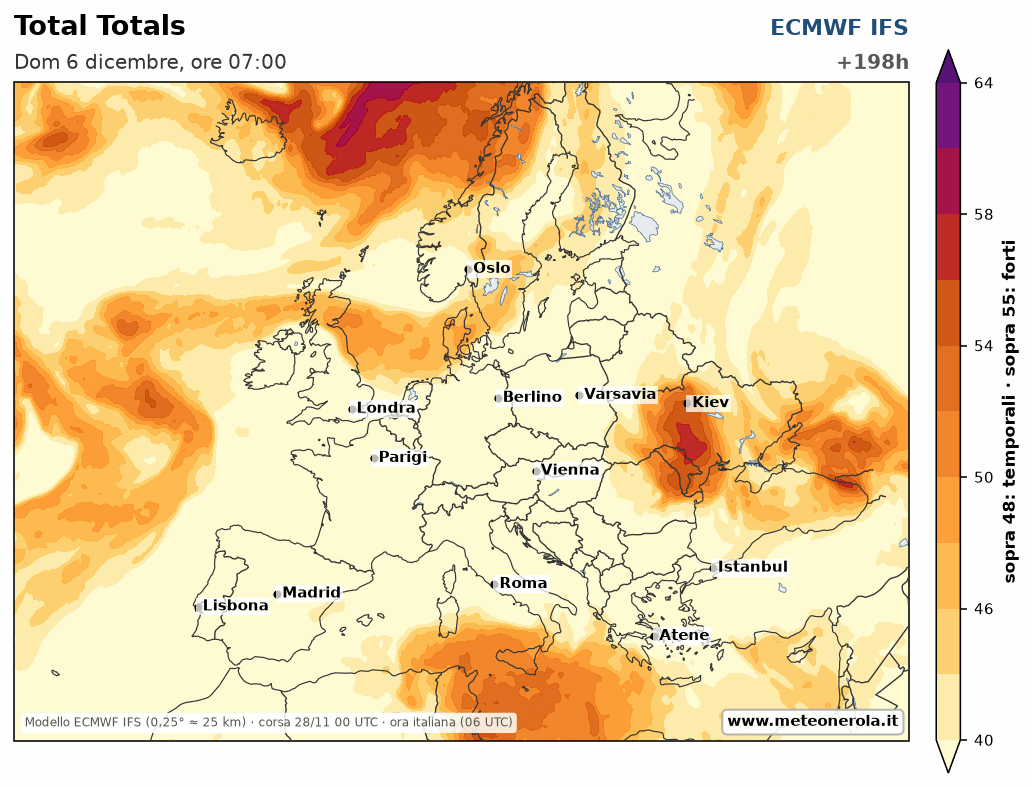 Total Totals
ECMWF IFS
Dom 6 dicembre, ore 07:00
+198h
64
58
54
50
46
40
sopra 48: temporali · sopra 55: forti
Oslo
Berlino
Varsavia
Kiev
Londra
Parigi
Vienna
Istanbul
Roma
Madrid
Lisbona
Atene
Modello ECMWF IFS (0,25° ≈ 25 km) · corsa 28/11 00 UTC · ora italiana (06 UTC)
www.meteonerola.it